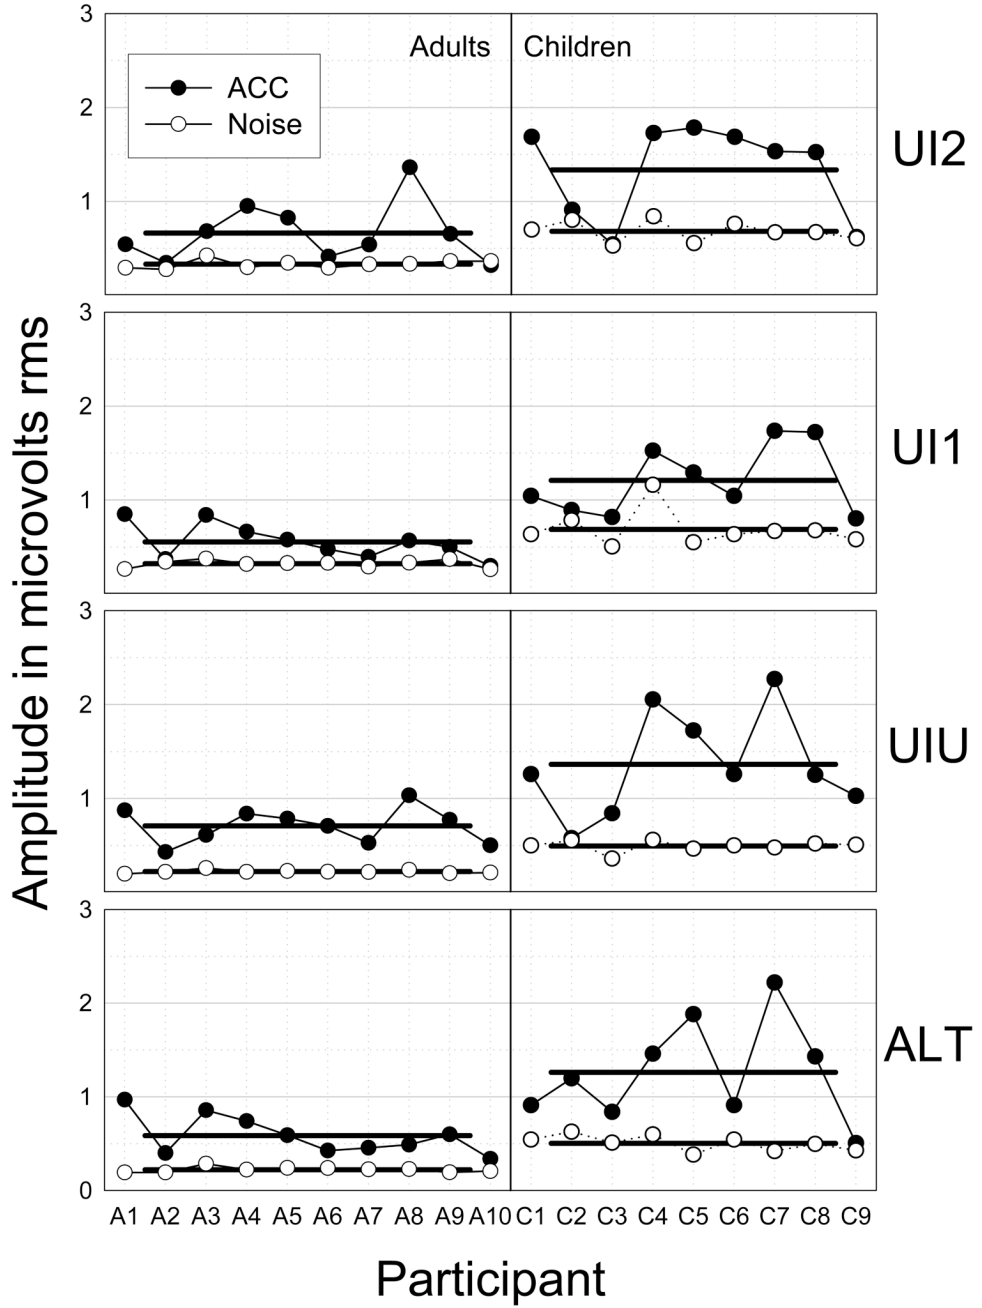 3
Adults
Children
ACC
Noise
2
1
UI2
3
2
1
UI1
3
2
1
UIU
3
2
1
0
ALT
Amplitude in microvolts rms
A1 A2 A3 A4 A5 A6 A7 A8 A9 A10 C1 C2 C3 C4 C5 C6 C7 C8 C9
Participant